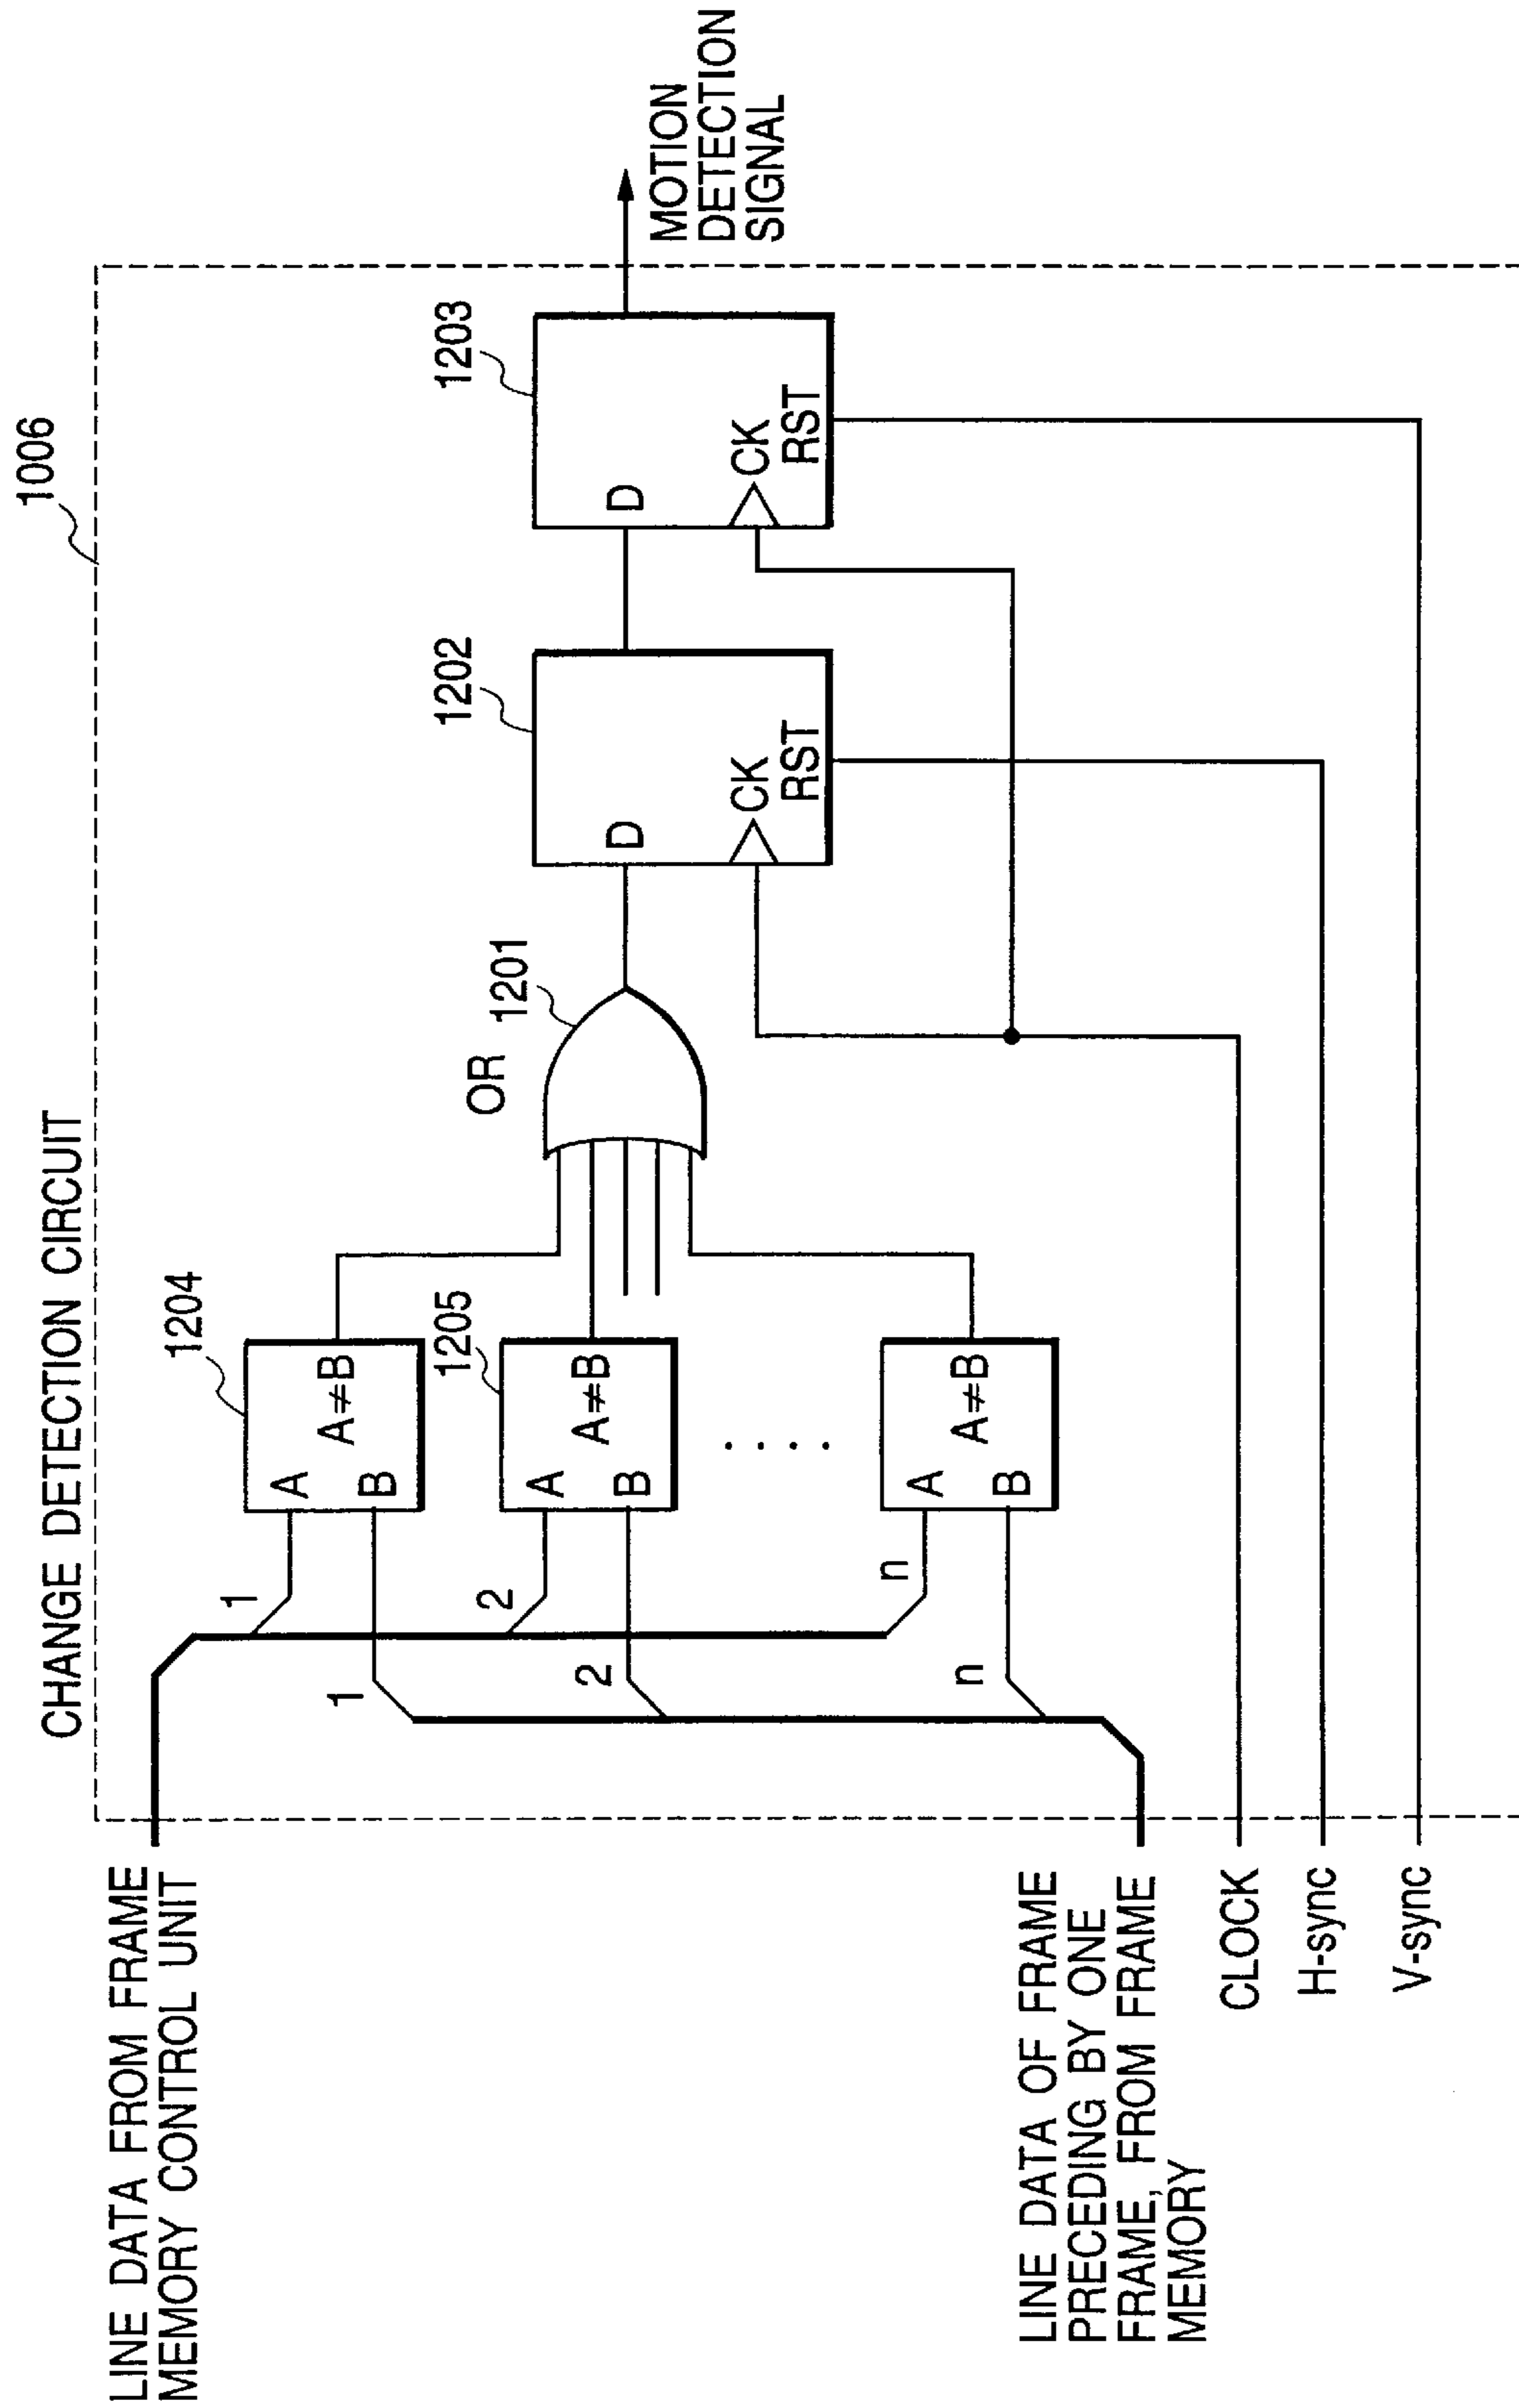 CHANGE DETECTION CIRCUIT
1006
LINE DATA FROM FRAME
MEMORY CONTROL UNIT
1
1
A
B
A≠B
1204
2
2
A
B
A≠B
1205
. . . .
n
n
A
B
A≠B
OR
1201
D
CK
RST
1202
D
CK
RST
1203
MOTION
DETECTION
SIGNAL
LINE DATA OF FRAME
PRECEDING BY ONE
FRAME, FROM FRAME
MEMORY
CLOCK
H-sync
V-sync